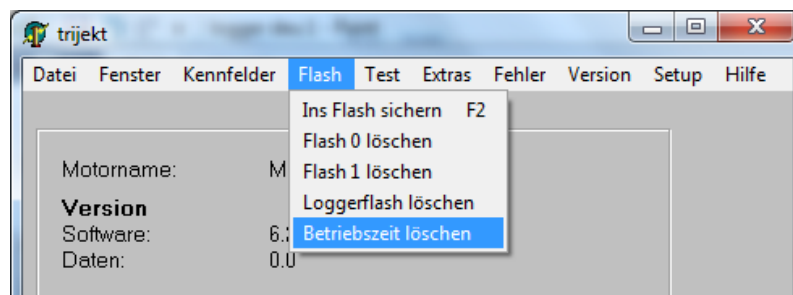 trijekt
Datei Fenster Kennfelder Flash Test Extras Fehler Version Setup Hilfe
Ins Flash sichern F2
Flash 0 löschen
Flash 1 löschen
Loggerflash löschen
Betriebszeit löschen
Motorname: M
Version
Software: 6.
Daten: 0.0